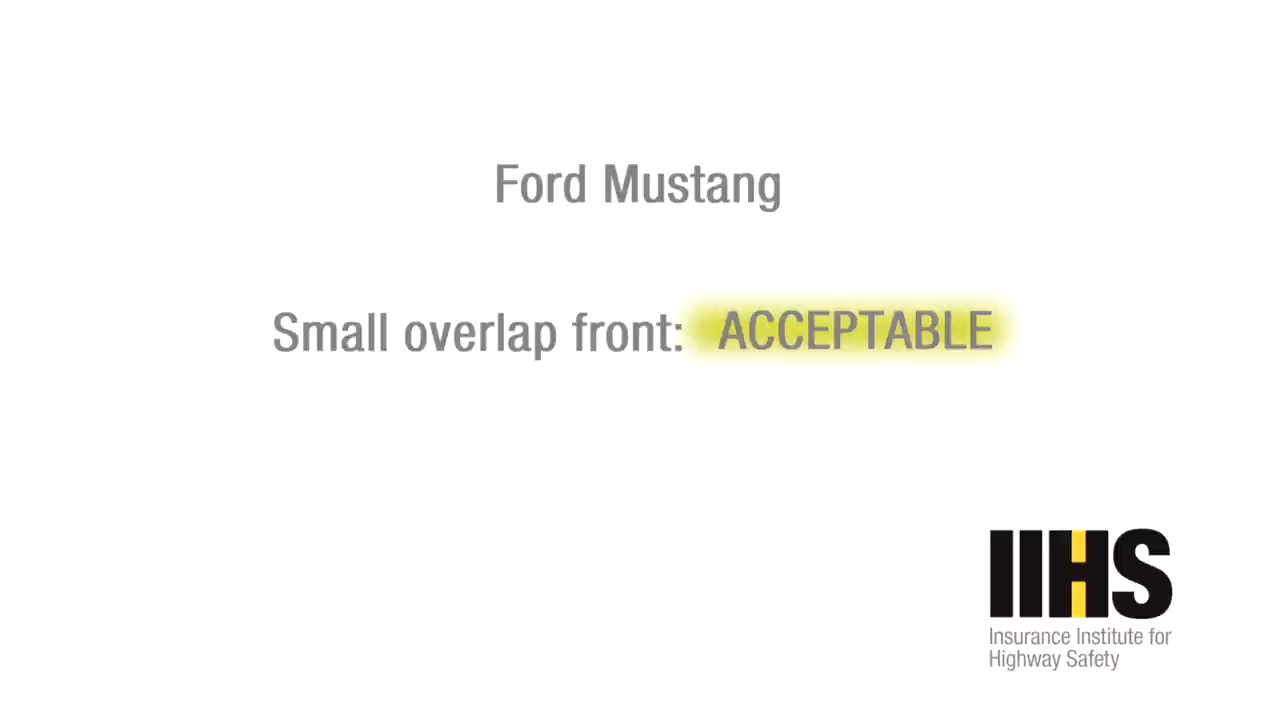 Ford Mustang
Small overlap front: ACCEPTABLE
IIHS
Insurance Institute for
Highway Safety